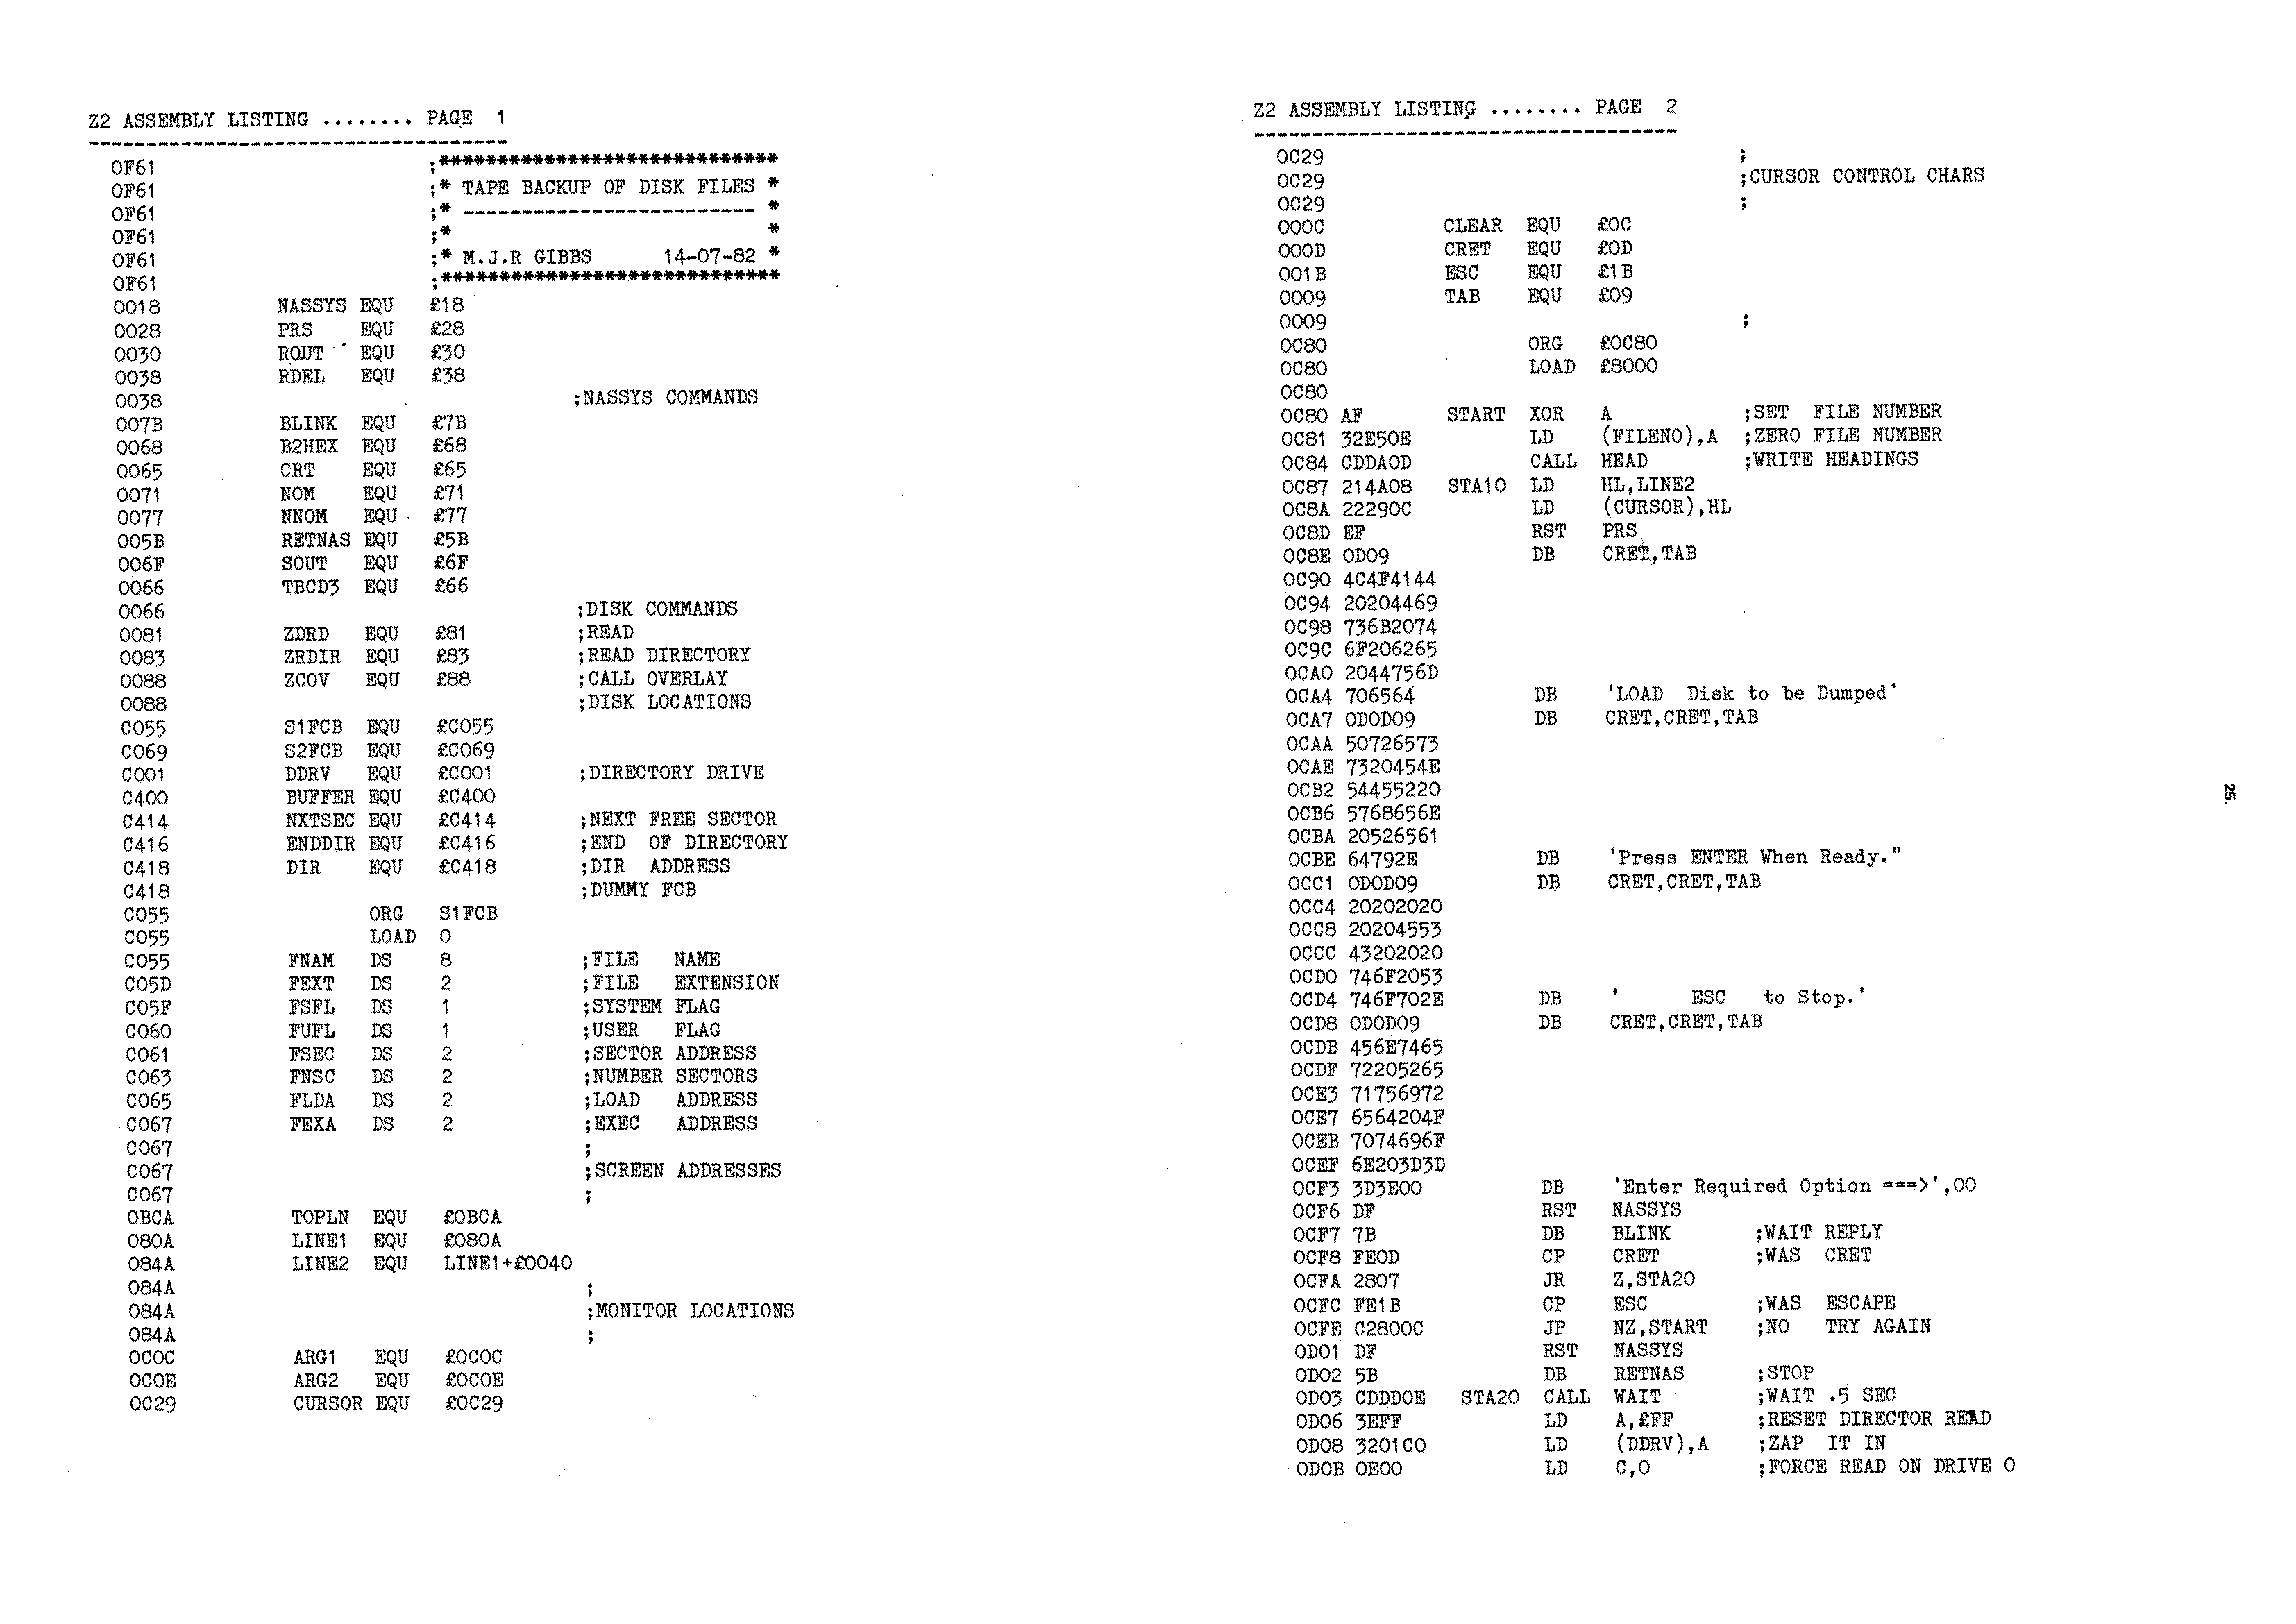 Z2 ASSEMBLY LISTING ........ PAGE 1
------------------------------------
0F61 ;*****************************
0F61 ;* TAPE BACKUP OF DISK FILES *
0F61 ;* ------------------------- *
0F61 ;* *
0F61 ;* M.J.R GIBBS 14-07-82 *
0F61 ;*****************************
0018 NASSYS EQU £18
0028 PRS EQU £28
0030 ROUT EQU £30
0038 RDEL EQU £38
0038 ;NASSYS COMMANDS
007B BLINK EQU £7B
0068 B2HEX EQU £68
0065 CRT EQU £65
0071 NOM EQU £71
0077 NNOM EQU £77
005B RETNAS EQU £5B
006F SOUT EQU £6F
0066 TBCD3 EQU £66
0066 ;DISK COMMANDS
0081 ZDRD EQU £81 ;READ
0083 ZRDIR EQU £83 ;READ DIRECTORY
0088 ZCOV EQU £88 ;CALL OVERLAY
0088 ;DISK LOCATIONS
C055 S1FCB EQU £C055
C069 S2FCB EQU £C069
C001 DDRV EQU £C001 ;DIRECTORY DRIVE
C400 BUFFER EQU £C400
C414 NXTSEC EQU £C414 ;NEXT FREE SECTOR
C416 ENDDIR EQU £C416 ;END OF DIRECTORY
C418 DIR EQU £C418 ;DIR ADDRESS
C418 ;DUMMY FCB
C055 ORG S1FCB
C055 LOAD 0
C055 FNAM DS 8 ;FILE NAME
C05D FEXT DS 2 ;FILE EXTENSION
C05F FSFL DS 1 ;SYSTEM FLAG
C060 FUFL DS 1 ;USER FLAG
C061 FSEC DS 2 ;SECTOR ADDRESS
C063 FNSC DS 2 ;NUMBER SECTORS
C065 FLDA DS 2 ;LOAD ADDRESS
C067 FEXA DS 2 ;EXEC ADDRESS
C067 ;
C067 ;SCREEN ADDRESSES
C067 ;
0BCA TOPLN EQU £0BCA
080A LINE1 EQU £080A
084A LINE2 EQU LINE1+£0040
084A ;
084A ;MONITOR LOCATIONS
084A ;
0C0C ARG1 EQU £0C0C
0C0E ARG2 EQU £0C0E
0C29 CURSOR EQU £0C29
Z2 ASSEMBLY LISTING ........ PAGE 2
------------------------------------
0C29 ;
0C29 ;CURSOR CONTROL CHARS
0C29 ;
000C CLEAR EQU £0C
000D CRET EQU £0D
001B ESC EQU £1B
0009 TAB EQU £09
0009 ;
0C80 ORG £0C80
0C80 LOAD £8000
0C80
0C80 AF START XOR A ;SET FILE NUMBER
0C81 32E50E LD (FILENO),A ;ZERO FILE NUMBER
0C84 CDDA0D CALL HEAD ;WRITE HEADINGS
0C87 214A08 STA10 LD HL,LINE2
0C8A 22290C LD (CURSOR),HL
0C8D EF RST PRS
0C8E 0D09 DB CRET,TAB
0C90 4C4F4144
0C94 20204469
0C98 736B2074
0C9C 6F206265
0CA0 2044756D
0CA4 706564 DB 'LOAD  Disk to be Dumped'
0CA7 0D0D09 DB CRET,CRET,TAB
0CAA 50726573
0CAE 7320454E
0CB2 54455220
0CB6 5768656E
0CBA 20526561
0CBE 64792E DB 'Press ENTER When Ready."
0CC1 0D0D09 DB CRET,CRET,TAB
0CC4 20202020
0CC8 20204553
0CCC 43202020
0CD0 746F2053
0CD4 746F702E DB '      ESC   to Stop.'
0CD8 0D0D09 DB CRET,CRET,TAB
0CDB 456E7465
0CDF 72205265
0CE3 71756972
0CE7 6564204F
0CEB 7074696F
0CEF 6E203D3D
0CF3 3D3E00 DB 'Enter Required Option ===>',00
0CF6 DF RST NASSYS
0CF7 7B DB BLINK ;WAIT REPLY
0CF8 FE0D CP CRET ;WAS CRET
0CFA 2807 JR Z,STA20
0CFC FE1B CP ESC ;WAS ESCAPE
0CFE C2800C JP NZ,START ;NO TRY AGAIN
0D01 DF RST NASSYS
0D02 5B DB RETNAS ;STOP
0D03 CDDD0E STA20 CALL WAIT ;WAIT .5 SEC
0D06 3EFF LD A,£FF ;RESET DIRECTOR READ
0D08 3201C0 LD (DDRV),A ;ZAP IT IN
0D0B 0E00 LD C,0 ;FORCE READ ON DRIVE 0
25.